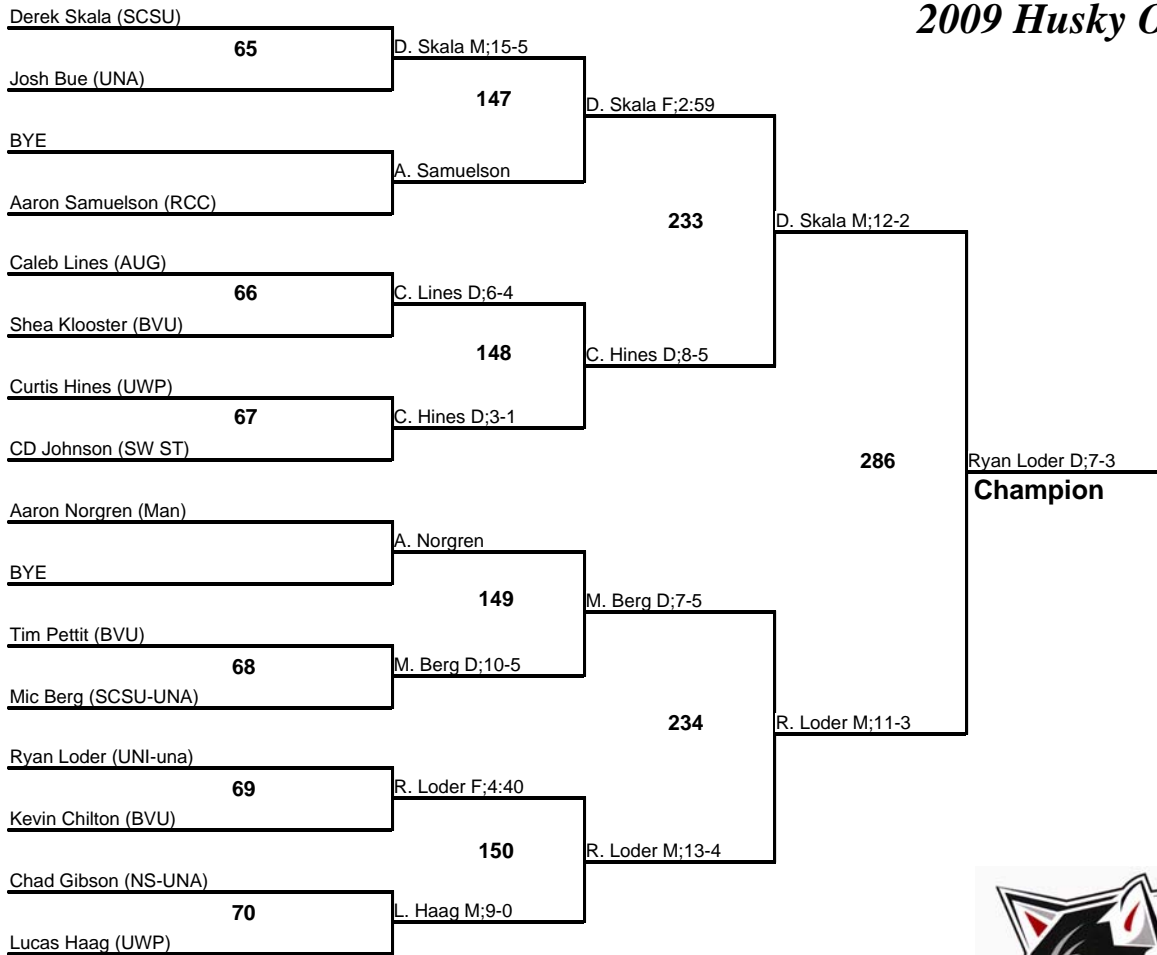 2009 Husky O
Derek Skala (SCSU)
65
Josh Bue (UNA)
D. Skala M;15-5
147
BYE
Aaron Samuelson (RCC)
A. Samuelson
D. Skala F;2:59
233
Caleb Lines (AUG)
66
Shea Klooster (BVU)
C. Lines D;6-4
148
Curtis Hines (UWP)
67
CD Johnson (SW ST)
C. Hines D;3-1
C. Hines D;8-5
D. Skala M;12-2
286
Aaron Norgren (Man)
BYE
A. Norgren
149
Tim Pettit (BVU)
68
Mic Berg (SCSU-UNA)
M. Berg D;10-5
M. Berg D;7-5
234
Ryan Loder (UNI-una)
69
Kevin Chilton (BVU)
R. Loder F;4:40
150
Chad Gibson (NS-UNA)
70
Lucas Haag (UWP)
L. Haag M;9-0
R. Loder M;13-4
R. Loder M;11-3
Ryan Loder D;7-3
Champion